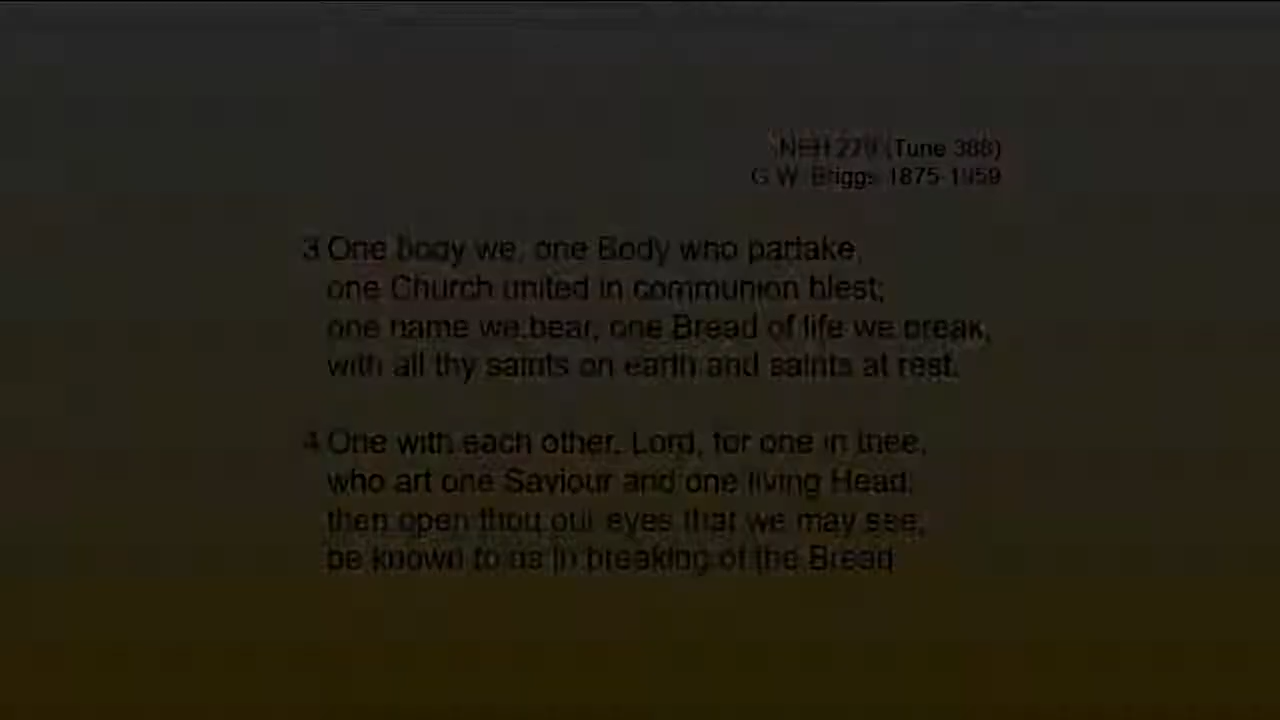 NEH 279 (Tune 388)
G.W. Briggs 1875-1959
3 One body we, one Body who partake,
one Church united in communion blest;
one name we bear, one Bread of life we break,
with all thy saints on earth and saints at rest.
4 One with each other, Lord, for one in thee,
who art one Saviour and one living Head;
then open thou our eyes that we may see,
be known to us in breaking of the Bread